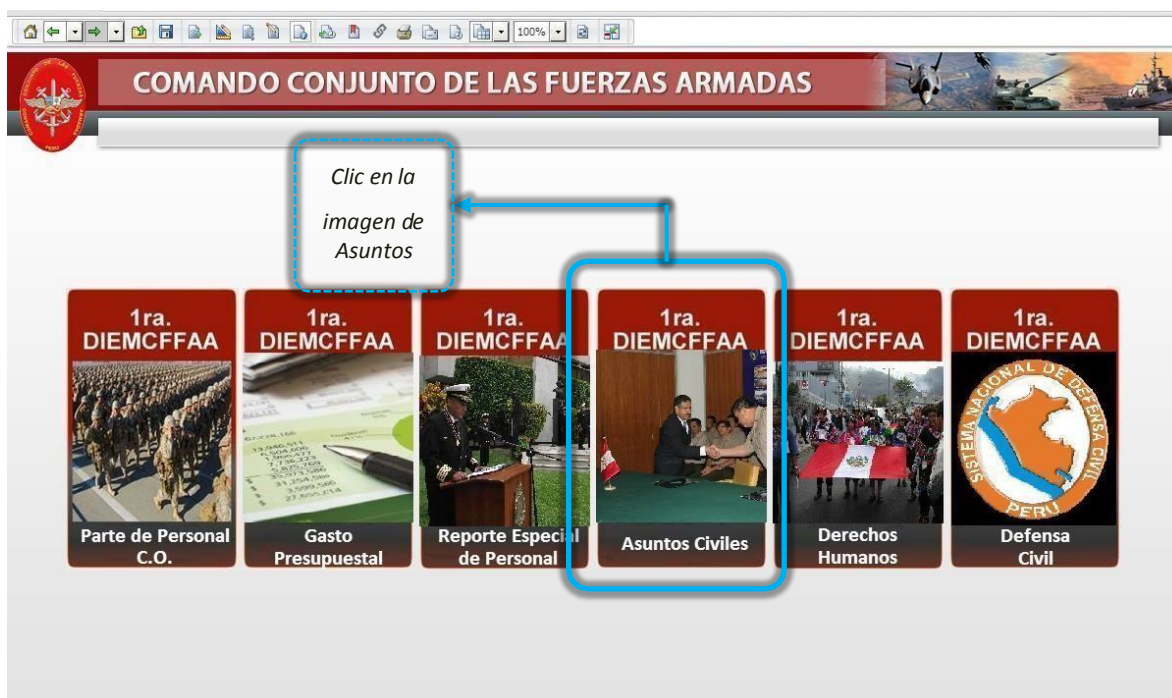 100%
COMANDO CONJUNTO DE LAS FUERZAS ARMADAS
Clic en la
imagen de
Asuntos
1ra.
DIEMCFFAA
Parte de Personal
C.O.
1ra.
DIEMCFFAA
Gasto
Presupuestal
1ra.
DIEMCFFAA
Reporte Especial
de Personal
1ra.
DIEMCFFAA
Asuntos Civiles
1ra.
DIEMCFFAA
Derechos
Humanos
1ra.
DIEMCFFAA
SISTEMA NACIONAL DE DEFENSA CIVIL
PERU
Defensa
Civil